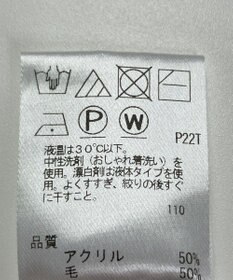 P W P22T
液温は30℃以下。
中性洗剤（おしゃれ着洗い）を
使用。漂白剤は液体タイプを使
用。よくすすぎ、絞りの後すぐ
に干すこと。
110
品質
アクリル 50%
毛 50%